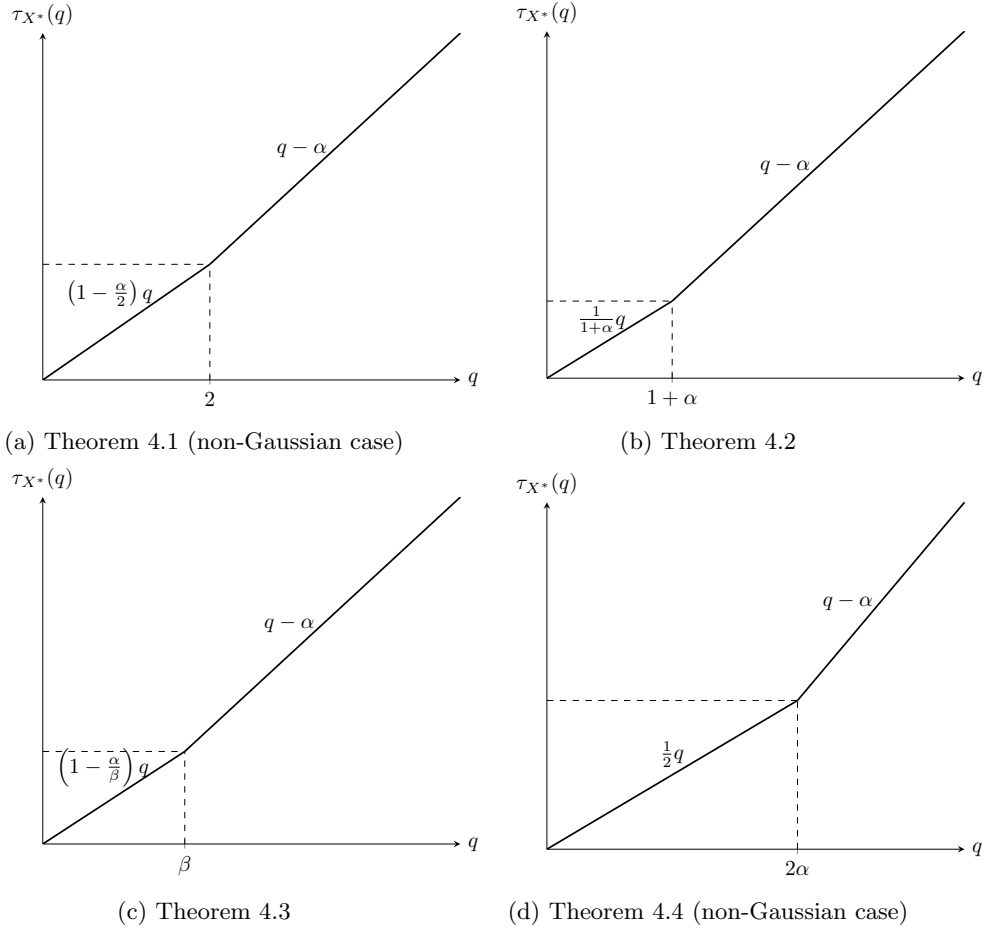 τ_{X*}(q)
q − α
(1 − α/2) q
q
2
(a) Theorem 4.1 (non-Gaussian case)
τ_{X*}(q)
q − α
1/(1+α) q
q
1 + α
(b) Theorem 4.2
τ_{X*}(q)
q − α
(1 − α/β) q
q
β
(c) Theorem 4.3
τ_{X*}(q)
q − α
1/2 q
q
2α
(d) Theorem 4.4 (non-Gaussian case)